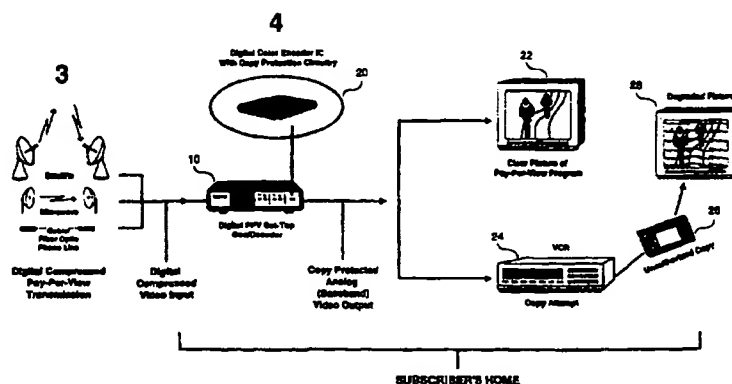 4
3
Digital Color Encoder IC
With Copy Protection Circuitry
20
22
Degraded Picture
10
Satellite
Microwave
Fiber Optic
Phone Line
Digital Compressed
Pay-Per-View
Transmission
Digital PPV Set-Top
Box/Decoder
Digital
Compressed
Video Input
Copy Protected
Analog
(Baseband)
Video Output
Clear Picture of
Pay-Per-View Program
24
VCR
Copy Attempt
Unauthorized Copy
SUBSCRIBER'S HOME